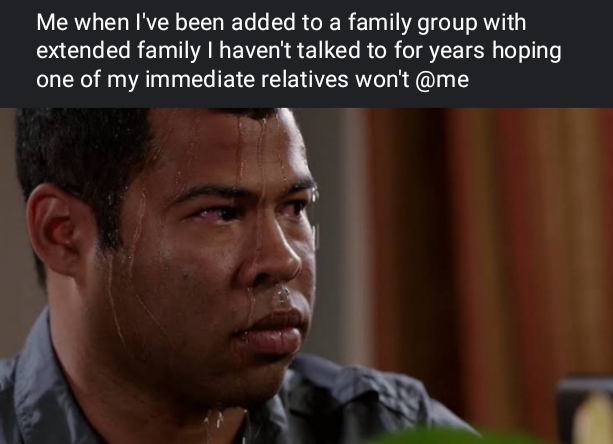 Me when I've been added to a family group with
extended family I haven't talked to for years hoping
one of my immediate relatives won't @me